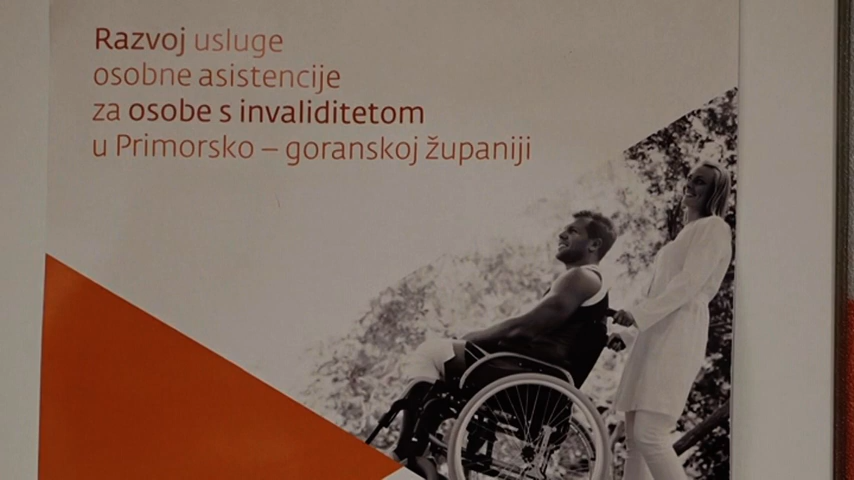 Razvoj usluge
osobne asistencije
za osobe s invaliditetom
u Primorsko – goranskoj županiji